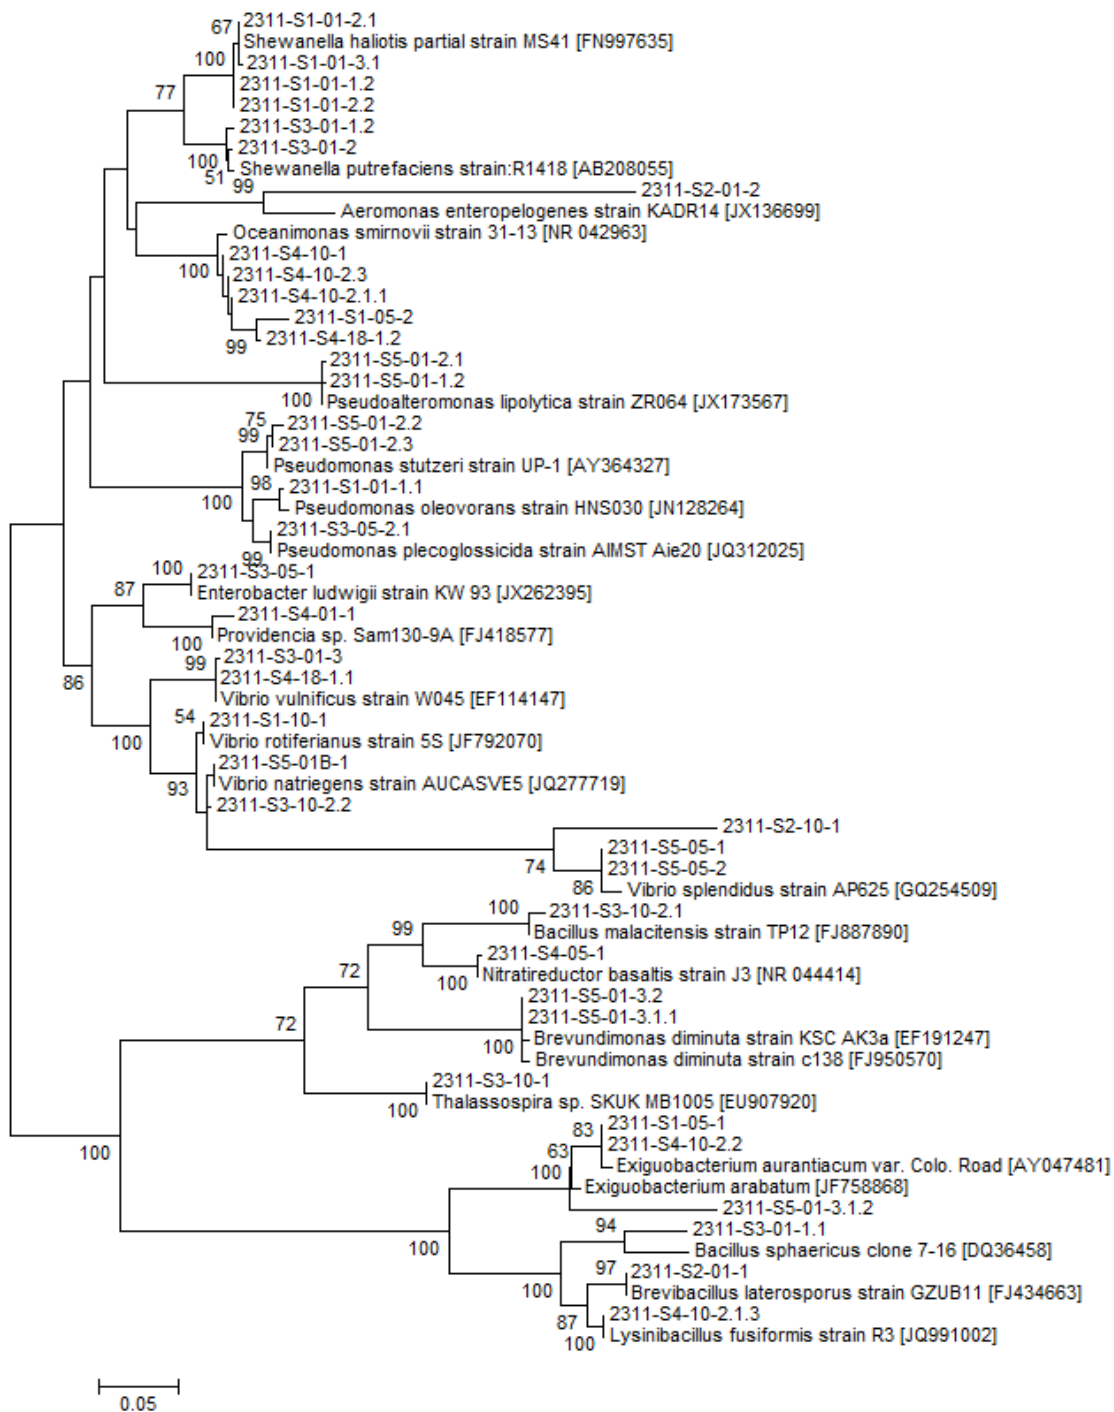 2311-S1-01-2.1
67
Shewanella haliotis partial strain MS41 [FN997635]
100
2311-S1-01-3.1
2311-S1-01-1.2
77
2311-S1-01-2.2
2311-S3-01-1.2
2311-S3-01-2
100
Shewanella putrefaciens strain:R1418 [AB208055]
51
99
2311-S2-01-2
Aeromonas enteropelogenes strain KADR14 [JX136699]
Oceanimonas smirnovii strain 31-13 [NR 042963]
2311-S4-10-1
100
2311-S4-10-2.3
2311-S4-10-2.1.1
2311-S1-05-2
2311-S4-18-1.2
99
2311-S5-01-2.1
2311-S5-01-1.2
100
Pseudoalteromonas lipolytica strain ZR064 [JX173567]
75
2311-S5-01-2.2
99
2311-S5-01-2.3
Pseudomonas stutzeri strain UP-1 [AY364327]
98
2311-S1-01-1.1
100
Pseudomonas oleovorans strain HNS030 [JN128264]
2311-S3-05-2.1
Pseudomonas plecoglossicida strain AIMST Aie20 [JQ312025]
99
100
2311-S3-05-1
87
Enterobacter ludwigii strain KW 93 [JX262395]
2311-S4-01-1
100
Providencia sp. Sam130-9A [FJ418577]
2311-S3-01-3
99
2311-S4-18-1.1
86
Vibrio vulnificus strain W045 [EF114147]
54
2311-S1-10-1
100
Vibrio rotiferianus strain 5S [JF792070]
2311-S5-01B-1
93
Vibrio natriegens strain AUCASVE5 [JQ277719]
2311-S3-10-2.2
2311-S2-10-1
2311-S5-05-1
74
2311-S5-05-2
86
Vibrio splendidus strain AP625 [GQ254509]
100
2311-S3-10-2.1
99
Bacillus malacitensis strain TP12 [FJ887890]
2311-S4-05-1
72
100
Nitratireductor basaltis strain J3 [NR 044414]
2311-S5-01-3.2
72
2311-S5-01-3.1.1
100
Brevundimonas diminuta strain KSC AK3a [EF191247]
Brevundimonas diminuta strain c138 [FJ950570]
2311-S3-10-1
100
Thalassospira sp. SKUK MB1005 [EU907920]
2311-S1-05-1
83
100
2311-S4-10-2.2
63
Exiguobacterium aurantiacum var. Colo. Road [AY047481]
100
Exiguobacterium arabatum [JF758868]
2311-S5-01-3.1.2
94
2311-S3-01-1.1
100
Bacillus sphaericus clone 7-16 [DQ36458]
97
2311-S2-01-1
100
Brevibacillus laterosporus strain GZUB11 [FJ434663]
2311-S4-10-2.1.3
87
Lysinibacillus fusiformis strain R3 [JQ991002]
100
0.05